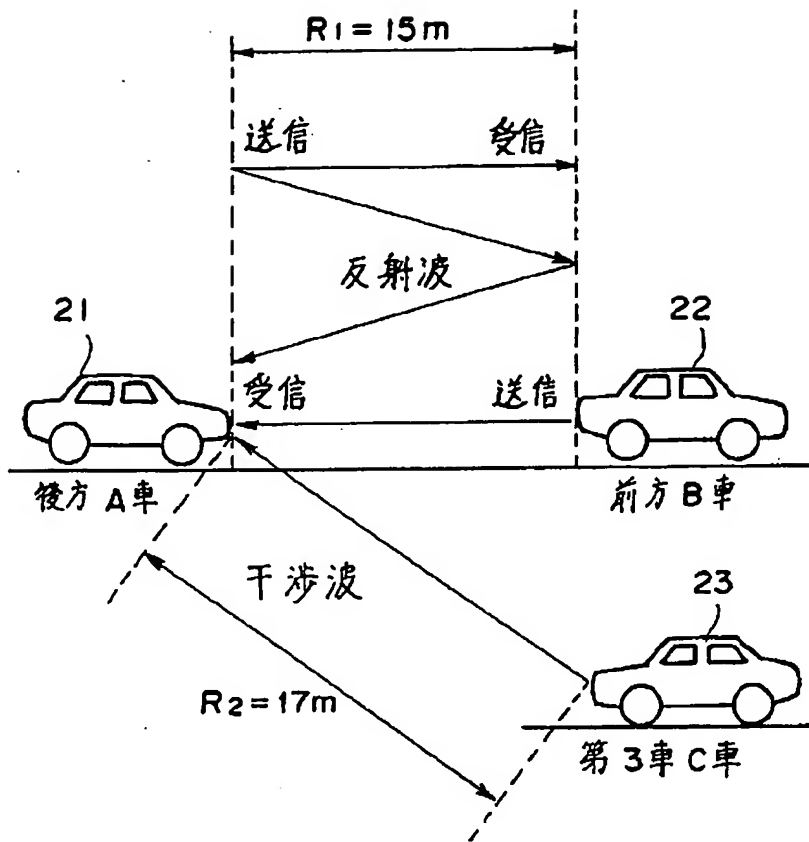 R1=15m
送信 受信
反射波
21 22
受信 送信
後方 A車 前方 B車
干渉波
23
R2=17m
第3車C車